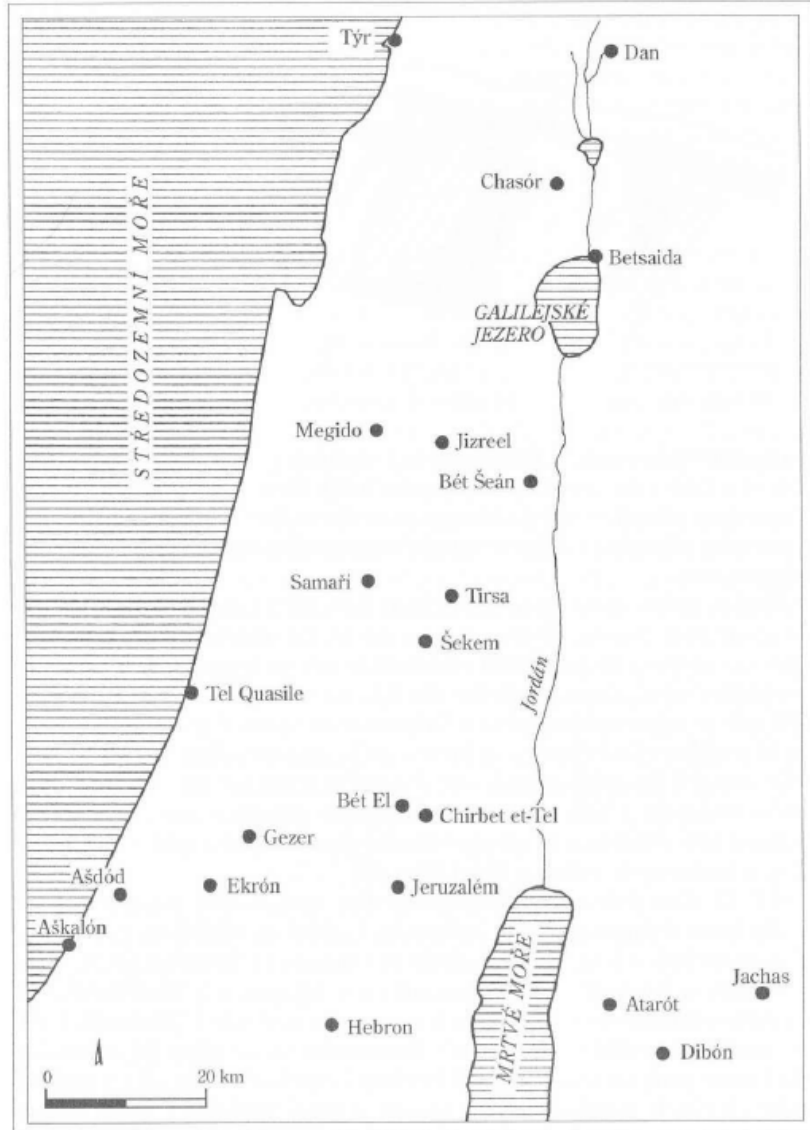 Týr
Dan
Chasór
STŘEDOZEMNÍ MOŘE
Betsaida
GALILEJSKÉ
JEZERO
Megido
Jizreel
Bét Šeán
Samaří
Tirsa
Šekem
Jordán
Tel Quasile
Bét El
Chirbet et-Tel
Gezer
Ašdód
Ekrón
Jeruzalém
Aškalón
MRTVÉ MOŘE
Jachas
Atarót
Hebron
Dibón
0
20 km